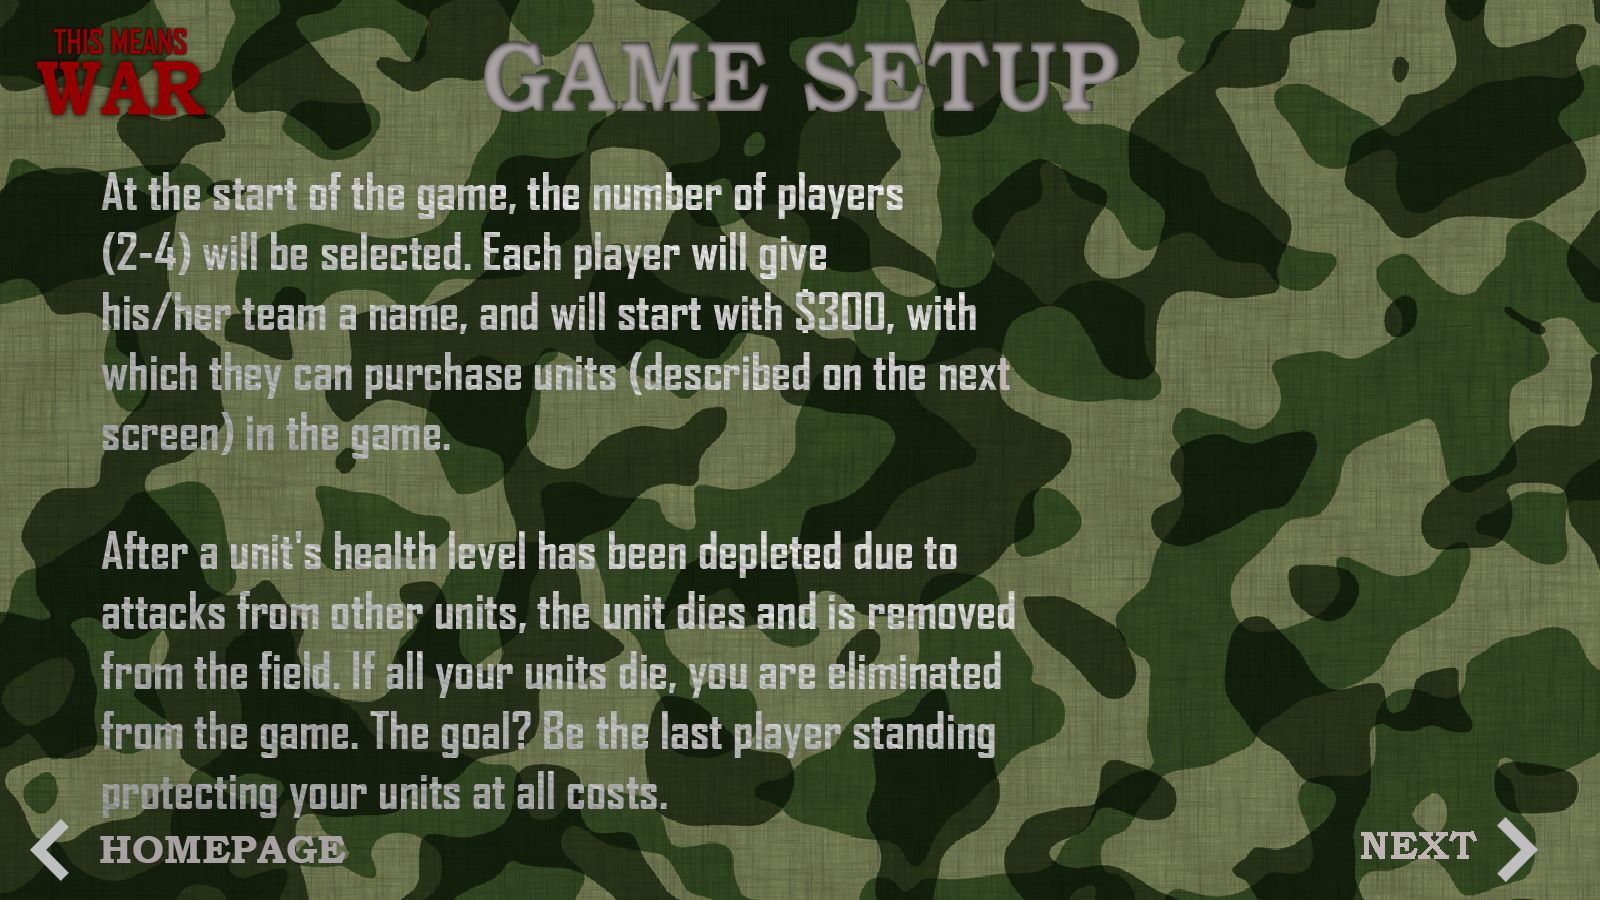 THIS MEANS
WAR
GAME SETUP
At the start of the game, the number of players
(2-4) will be selected. Each player will give
his/her team a name, and will start with $300, with
which they can purchase units (described on the next
screen) in the game.
After a unit's health level has been depleted due to
attacks from other units, the unit dies and is removed
from the field. If all your units die, you are eliminated
from the game. The goal? Be the last player standing
protecting your units at all costs.
HOMEPAGE
NEXT